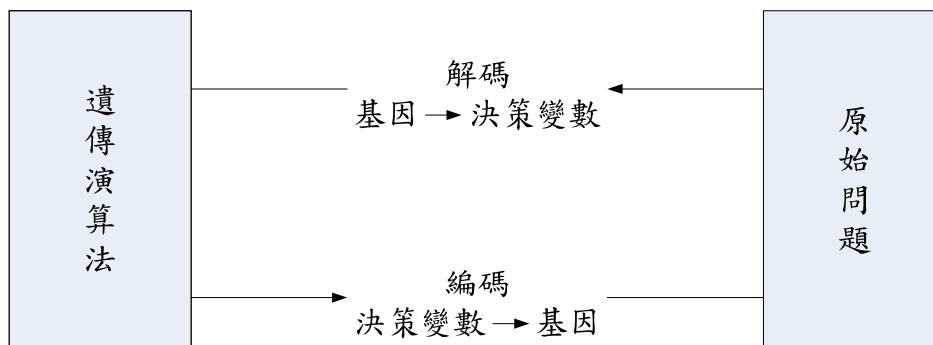 遺傳演算法
解碼
基因→決策變數
編碼
決策變數→基因
原始問題